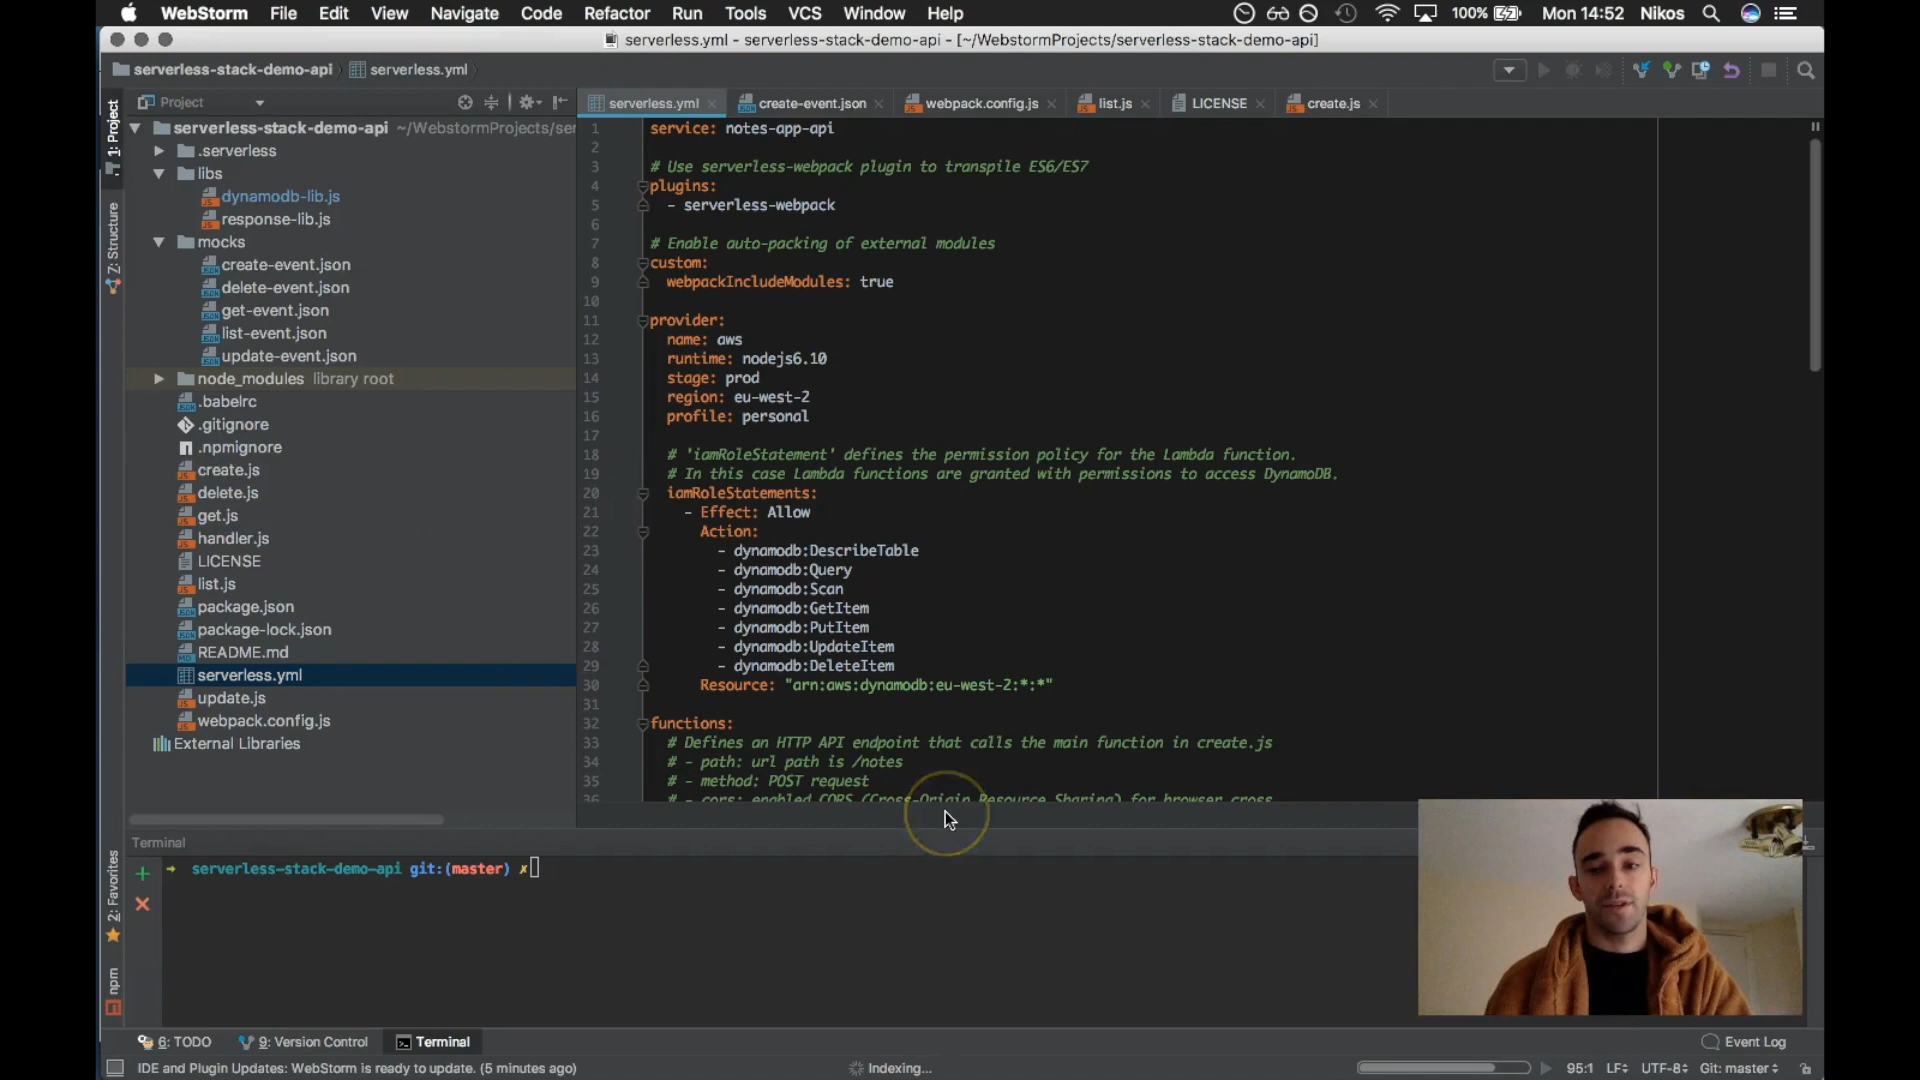 WebStorm File Edit View Navigate Code Refactor Run Tools VCS Window Help 100% Mon 14:52 Nikos
serverless.yml - serverless-stack-demo-api - [~/WebstormProjects/serverless-stack-demo-api]
serverless-stack-demo-api serverless.yml
Project
serverless.yml create-event.json webpack.config.js list.js LICENSE create.js
1: Project
7: Structure
2: Favorites
npm
serverless-stack-demo-api ~/WebstormProjects/ser
.serverless
libs
dynamodb-lib.js
response-lib.js
mocks
create-event.json
delete-event.json
get-event.json
list-event.json
update-event.json
node_modules library root
.babelrc
.gitignore
.npmignore
create.js
delete.js
get.js
handler.js
LICENSE
list.js
package.json
package-lock.json
README.md
serverless.yml
update.js
webpack.config.js
External Libraries
1 service: notes-app-api
2
3 # Use serverless-webpack plugin to transpile ES6/ES7
4 plugins:
5 - serverless-webpack
6
7 # Enable auto-packing of external modules
8 custom:
9 webpackIncludeModules: true
10
11 provider:
12 name: aws
13 runtime: nodejs6.10
14 stage: prod
15 region: eu-west-2
16 profile: personal
17
18 # 'iamRoleStatement' defines the permission policy for the Lambda function.
19 # In this case Lambda functions are granted with permissions to access DynamoDB.
20 iamRoleStatements:
21 - Effect: Allow
22 Action:
23 - dynamodb:DescribeTable
24 - dynamodb:Query
25 - dynamodb:Scan
26 - dynamodb:GetItem
27 - dynamodb:PutItem
28 - dynamodb:UpdateItem
29 - dynamodb:DeleteItem
30 Resource: "arn:aws:dynamodb:eu-west-2:*:*"
31
32 functions:
33 # Defines an HTTP API endpoint that calls the main function in create.js
34 # - path: url path is /notes
35 # - method: POST request
36 # - cors: enabled CORS (Cross-Origin Resource Sharing) for browser cross
Terminal
→ serverless-stack-demo-api git:(master) ✗
6: TODO 9: Version Control Terminal Event Log
IDE and Plugin Updates: WebStorm is ready to update. (5 minutes ago) Indexing... 95:1 LF UTF-8 Git: master